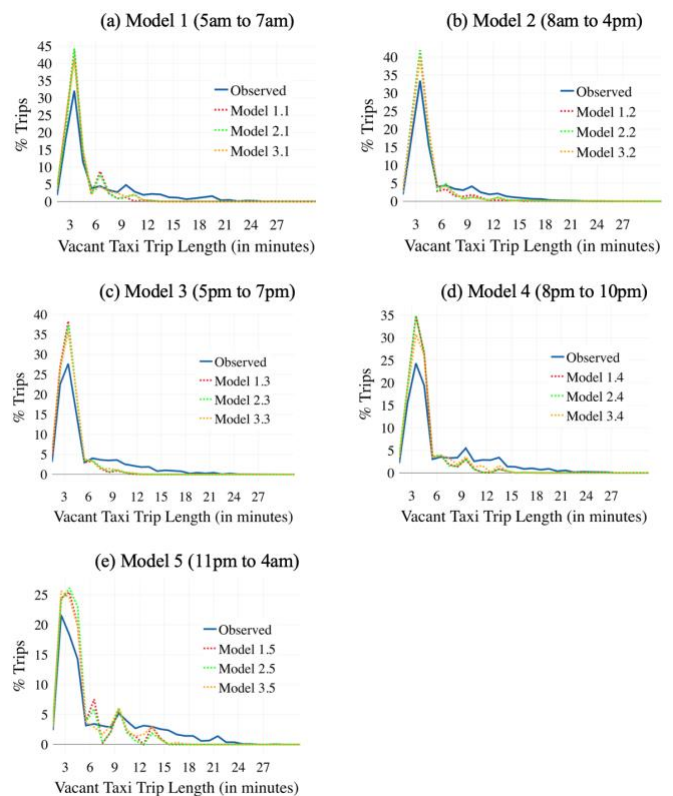 (a) Model 1 (5am to 7am)
45
40
35
30
25
20
15
10
5
0
% Trips
Observed
Model 1.1
Model 2.1
Model 3.1
3 6 9 12 15 18 21 24 27
Vacant Taxi Trip Length (in minutes)
(b) Model 2 (8am to 4pm)
40
35
30
25
20
15
10
5
0
% Trips
Observed
Model 1.2
Model 2.2
Model 3.2
3 6 9 12 15 18 21 24 27
Vacant Taxi Trip Length (in minutes)
(c) Model 3 (5pm to 7pm)
40
35
30
25
20
15
10
5
0
% Trips
Observed
Model 1.3
Model 2.3
Model 3.3
3 6 9 12 15 18 21 24 27
Vacant Taxi Trip Length (in minutes)
(d) Model 4 (8pm to 10pm)
35
30
25
20
15
10
5
0
% Trips
Observed
Model 1.4
Model 2.4
Model 3.4
3 6 9 12 15 18 21 24 27
Vacant Taxi Trip Length (in minutes)
(e) Model 5 (11pm to 4am)
25
20
15
10
5
0
% Trips
Observed
Model 1.5
Model 2.5
Model 3.5
3 6 9 12 15 18 21 24 27
Vacant Taxi Trip Length (in minutes)